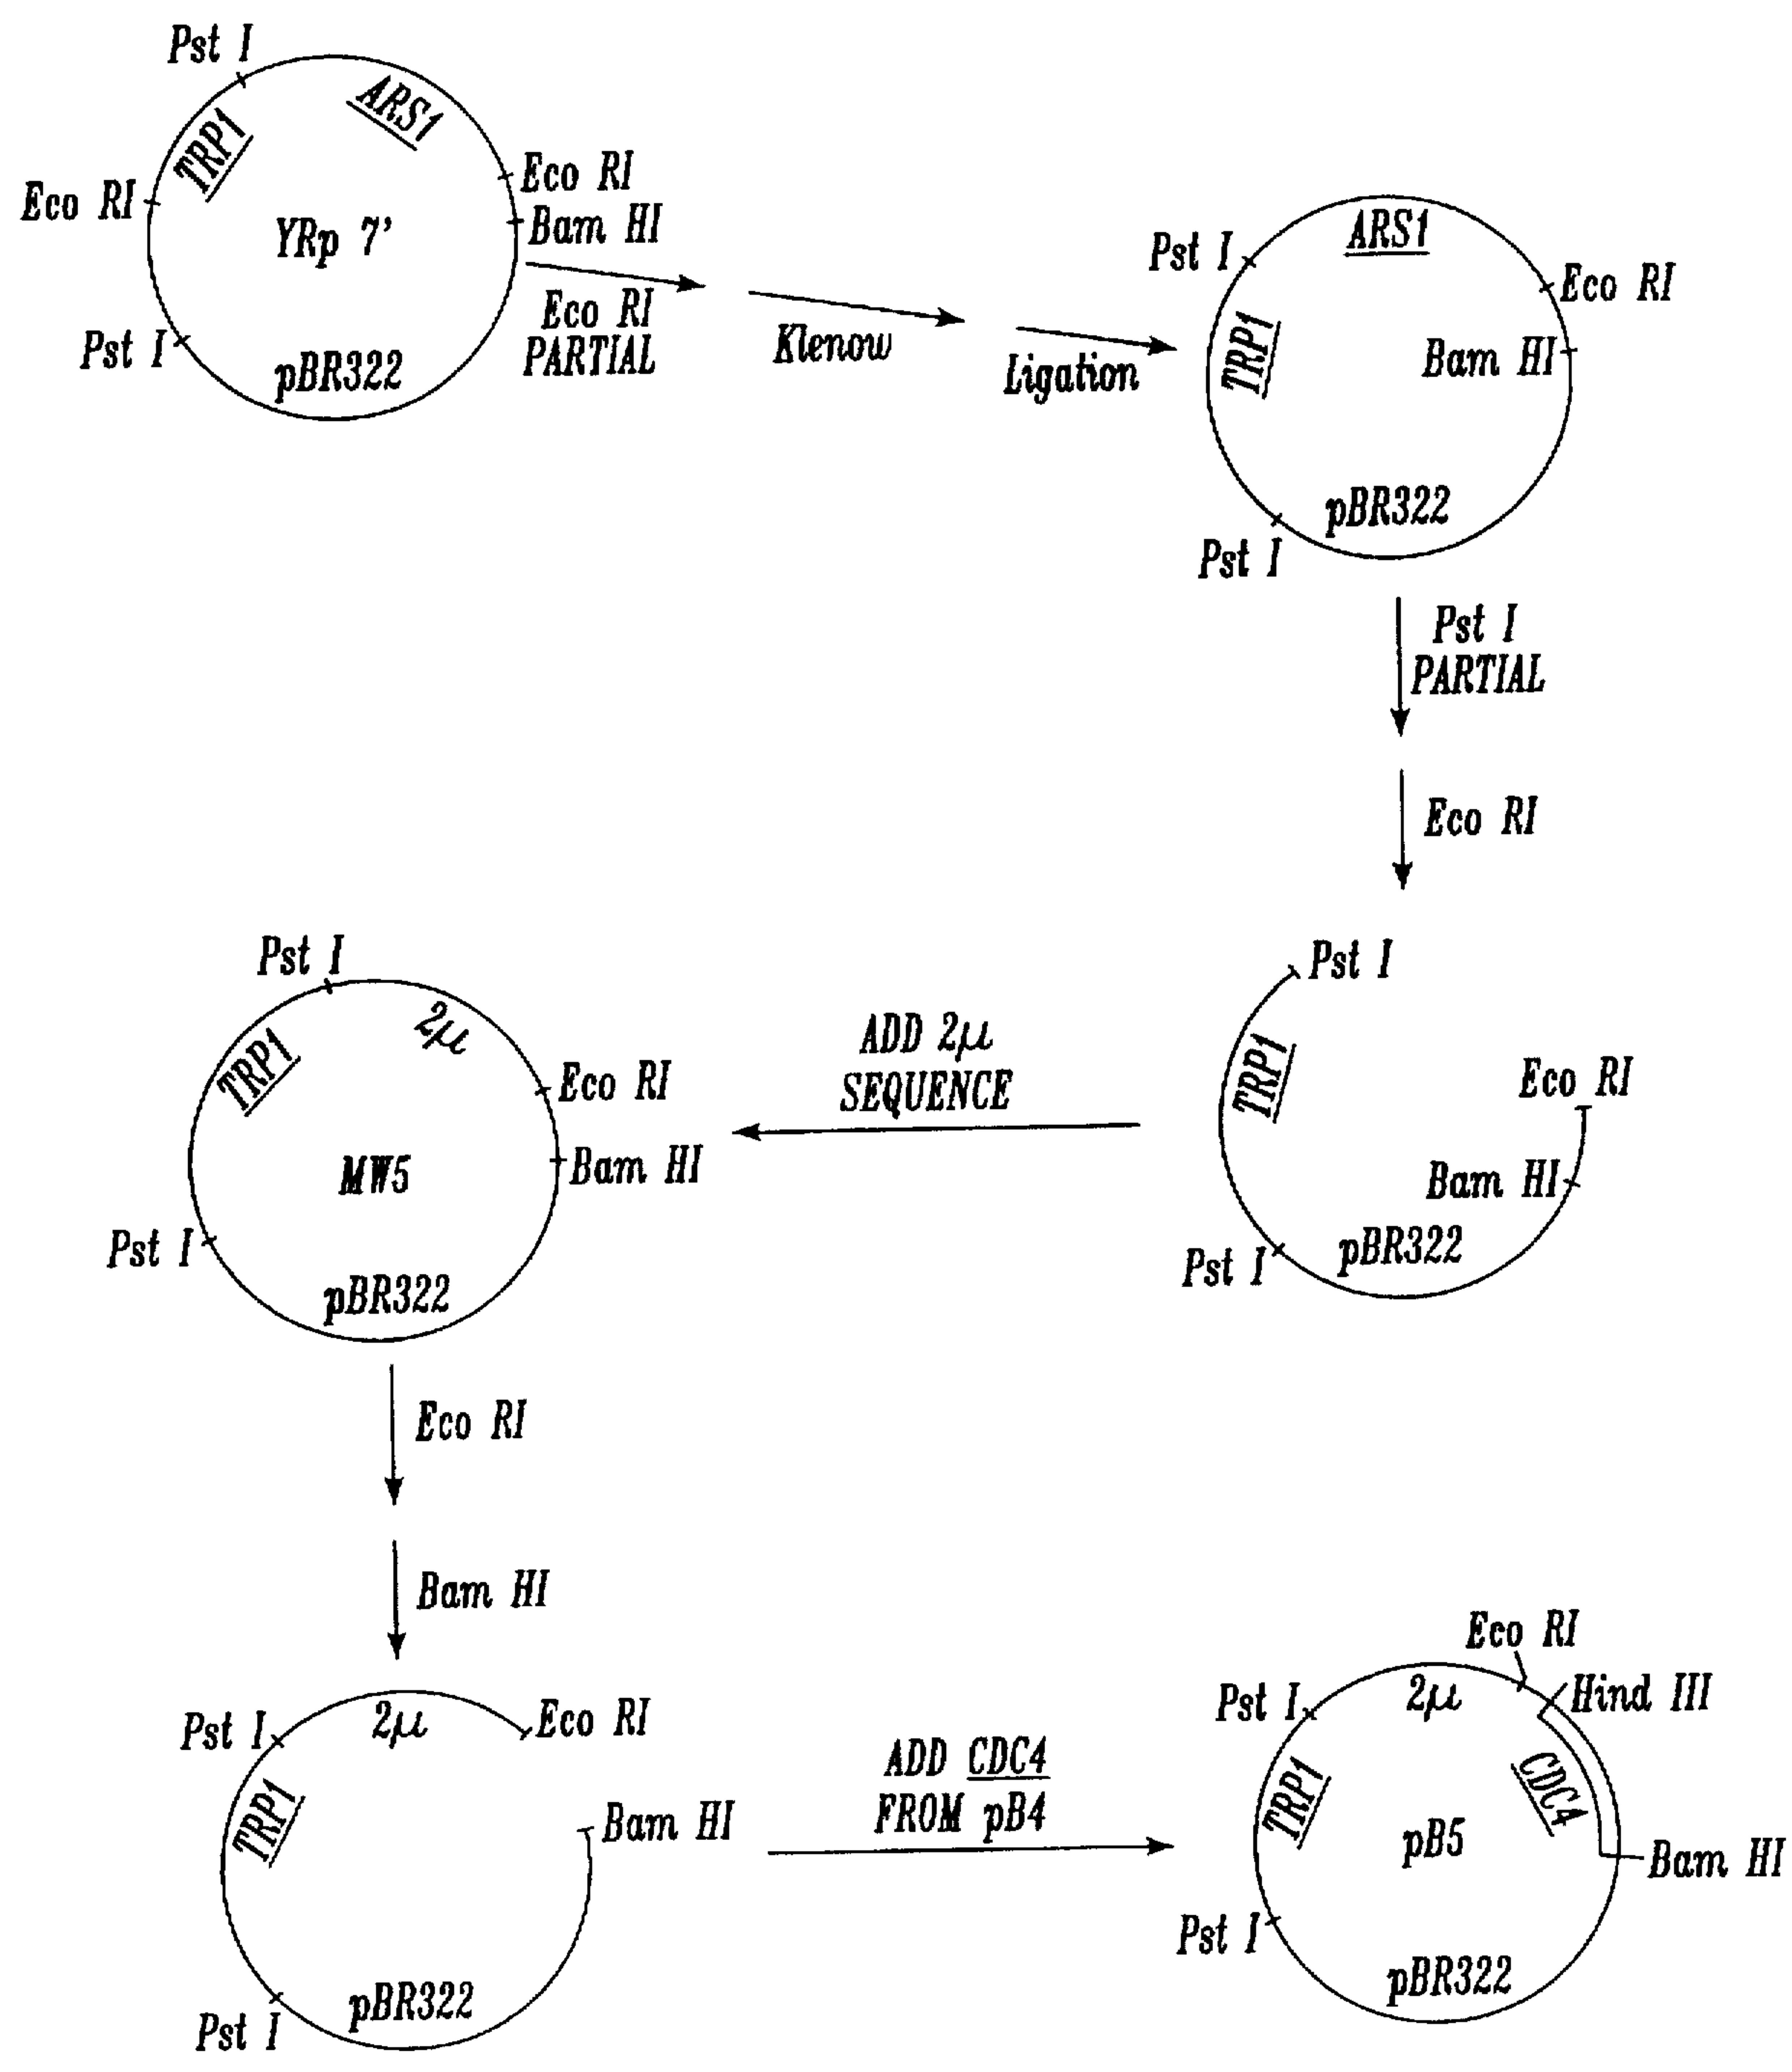 Pst I
ARS1
TRP1
Eco RI
Bam HI
Eco RI
YRp 7'
Pst I
pBR322
Eco RI
PARTIAL
Klenow
Ligation
Pst I
ARS1
Eco RI
TRP1
Bam HI
pBR322
Pst I
Pst I
PARTIAL
Eco RI
Pst I
TRP1
Eco RI
Bam HI
pBR322
Pst I
ADD 2μ
SEQUENCE
Pst I
2μ
TRP1
Eco RI
Bam HI
MW5
Pst I
pBR322
Eco RI
Bam HI
Pst I
2μ
Eco RI
TRP1
Bam HI
pBR322
Pst I
ADD CDC4
FROM pB4
Eco RI
Pst I
2μ
Hind III
TRP1
CDC4
pB5
Bam HI
Pst I
pBR322